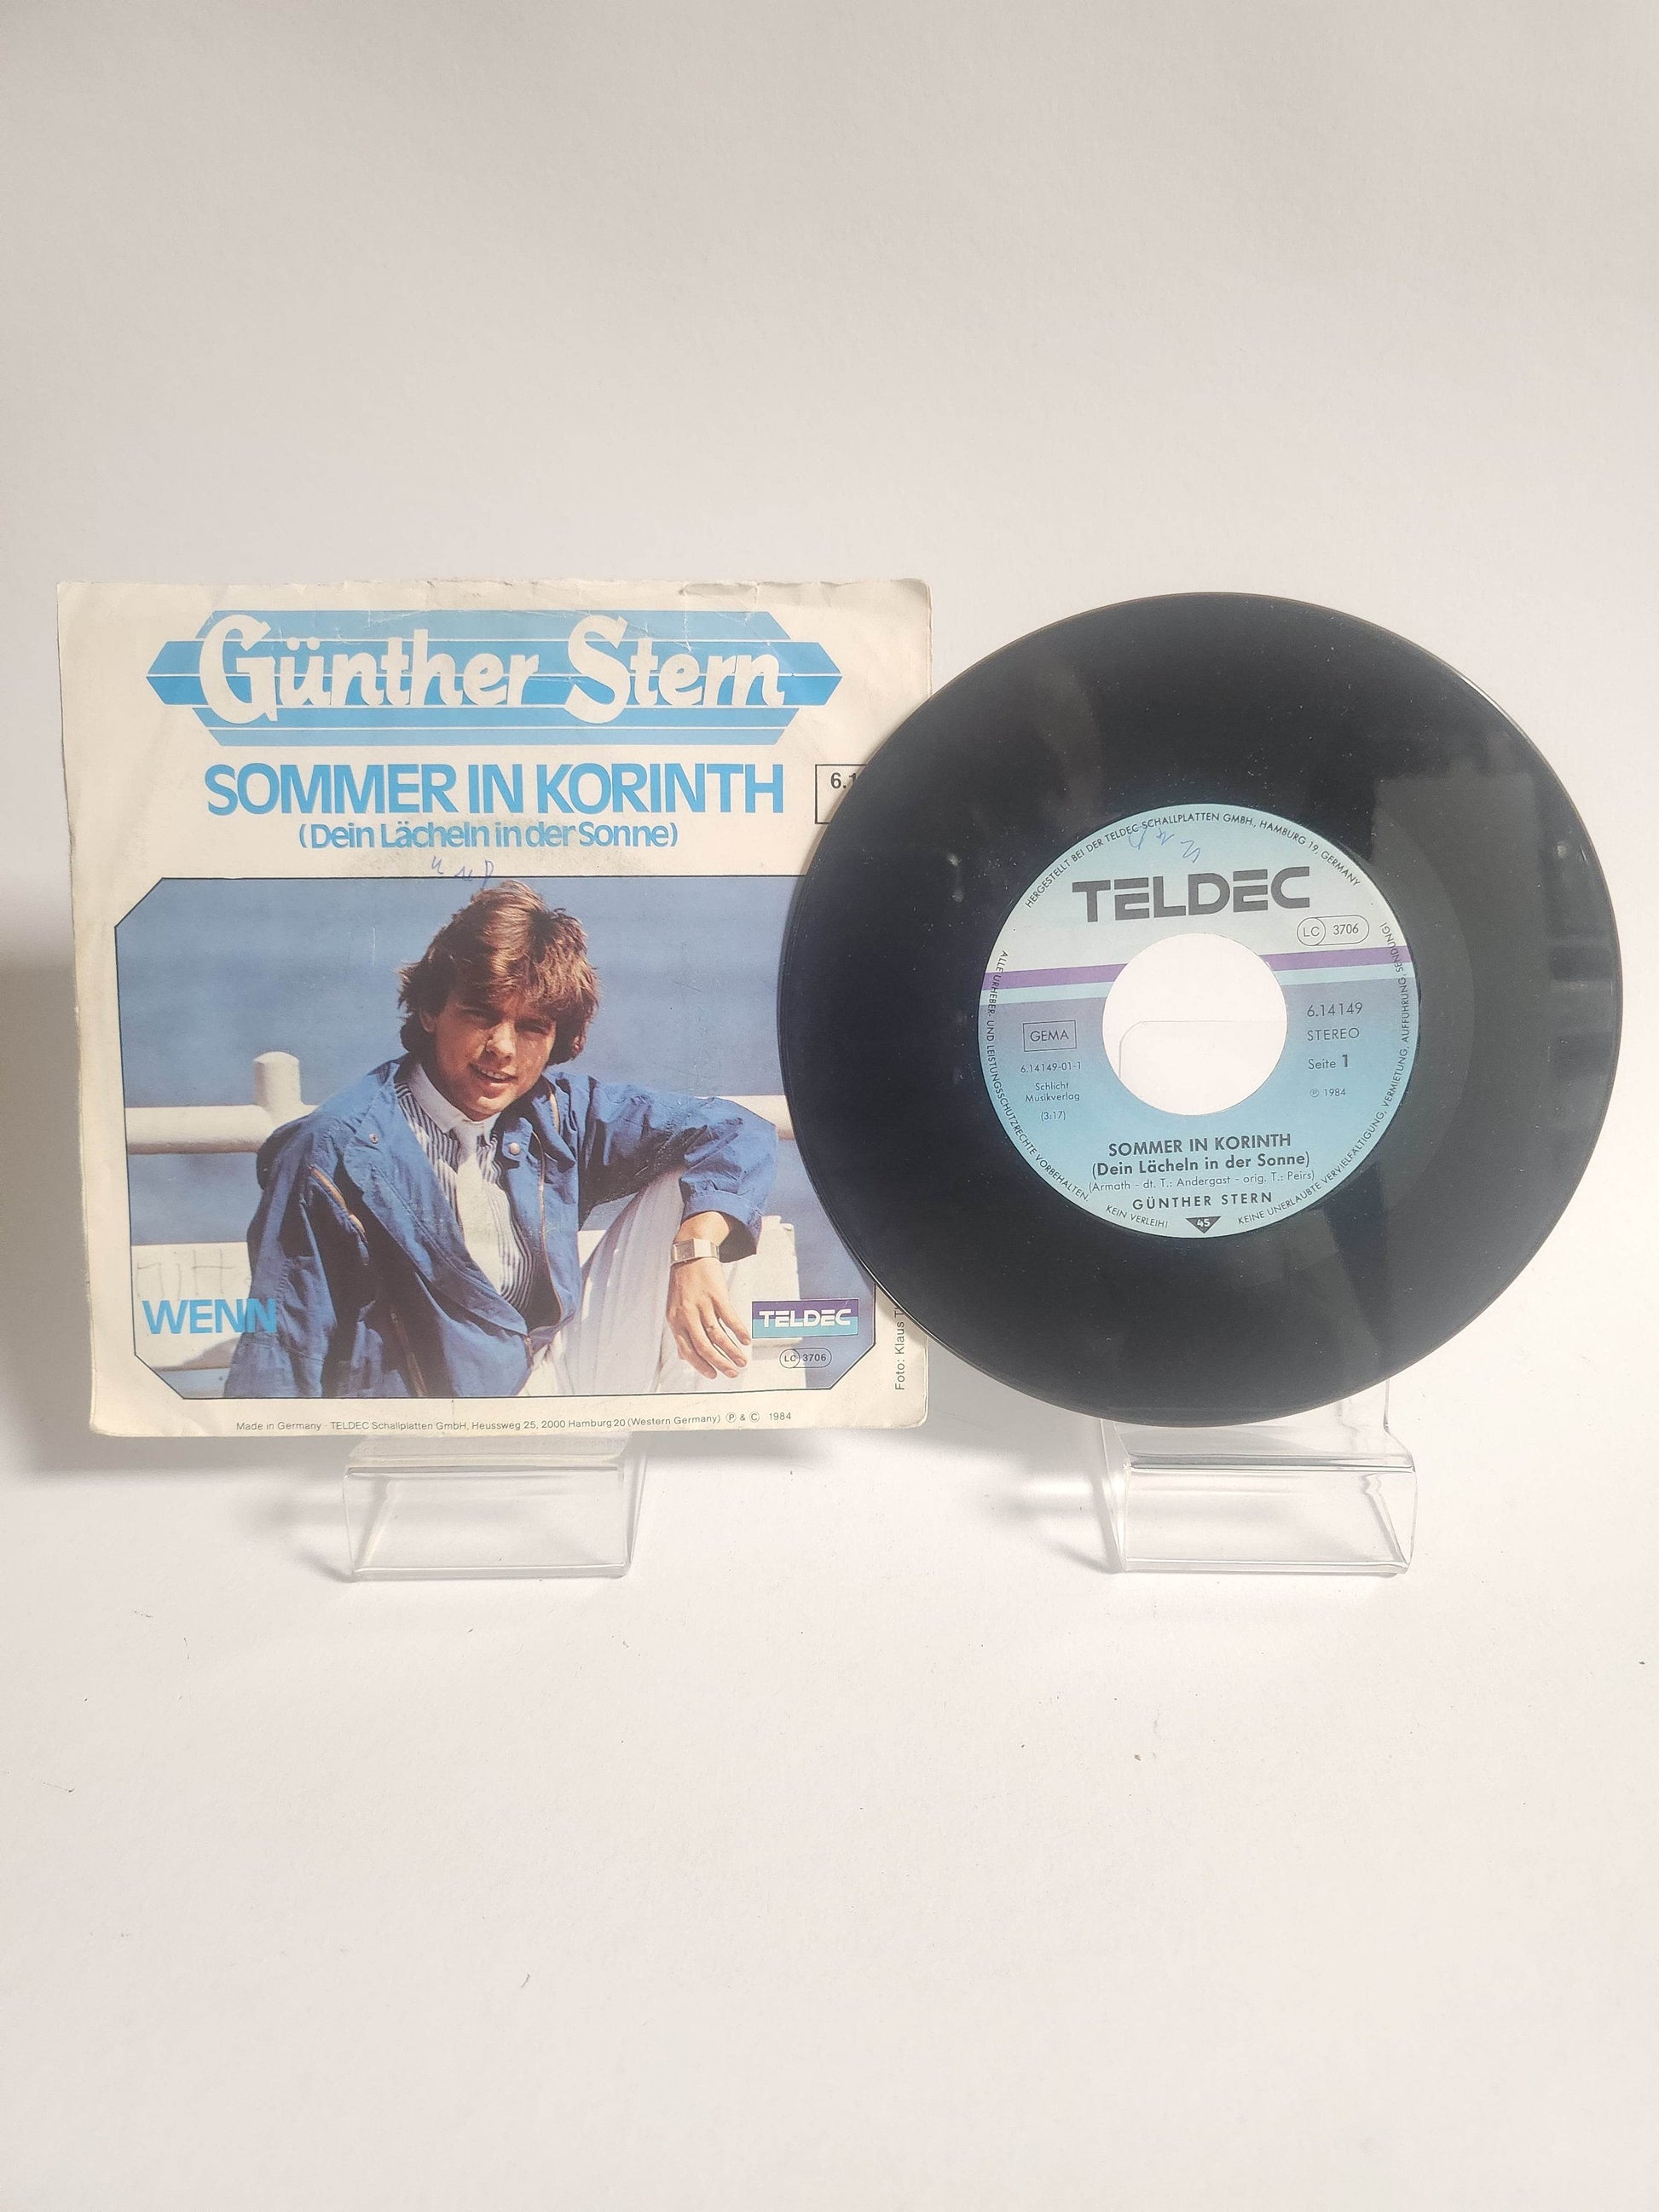 Günther Stern
SOMMER IN KORINTH
(Dein Lächeln in der Sonne)
6.1
WENN
TELDEC
LC 3706
Foto: Klaus
Made in Germany · TELDEC Schallplatten GmbH, Heussweg 25, 2000 Hamburg 20 (Western Germany) Ⓟ & © 1984
HERGESTELLT BEI DER TELDEC SCHALLPLATTEN GMBH, HAMBURG 19, GERMANY
TELDEC
LC 3706
GEMA
6.14149-01-1
Schlicht
Musikverlag
(3:17)
6.14149
STEREO
Seite 1
Ⓟ 1984
SOMMER IN KORINTH
(Dein Lächeln in der Sonne)
(Armath - dt. T.: Andergast - orig. T.: Peirs)
GÜNTHER STERN
45
ALLE URHEBER- UND LEISTUNGSSCHUTZRECHTE VORBEHALTEN.
KEIN VERLEIH!
KEINE UNERLAUBTE VERVIELFÄLTIGUNG, VERMIETUNG, AUFFÜHRUNG, SENDUNG!